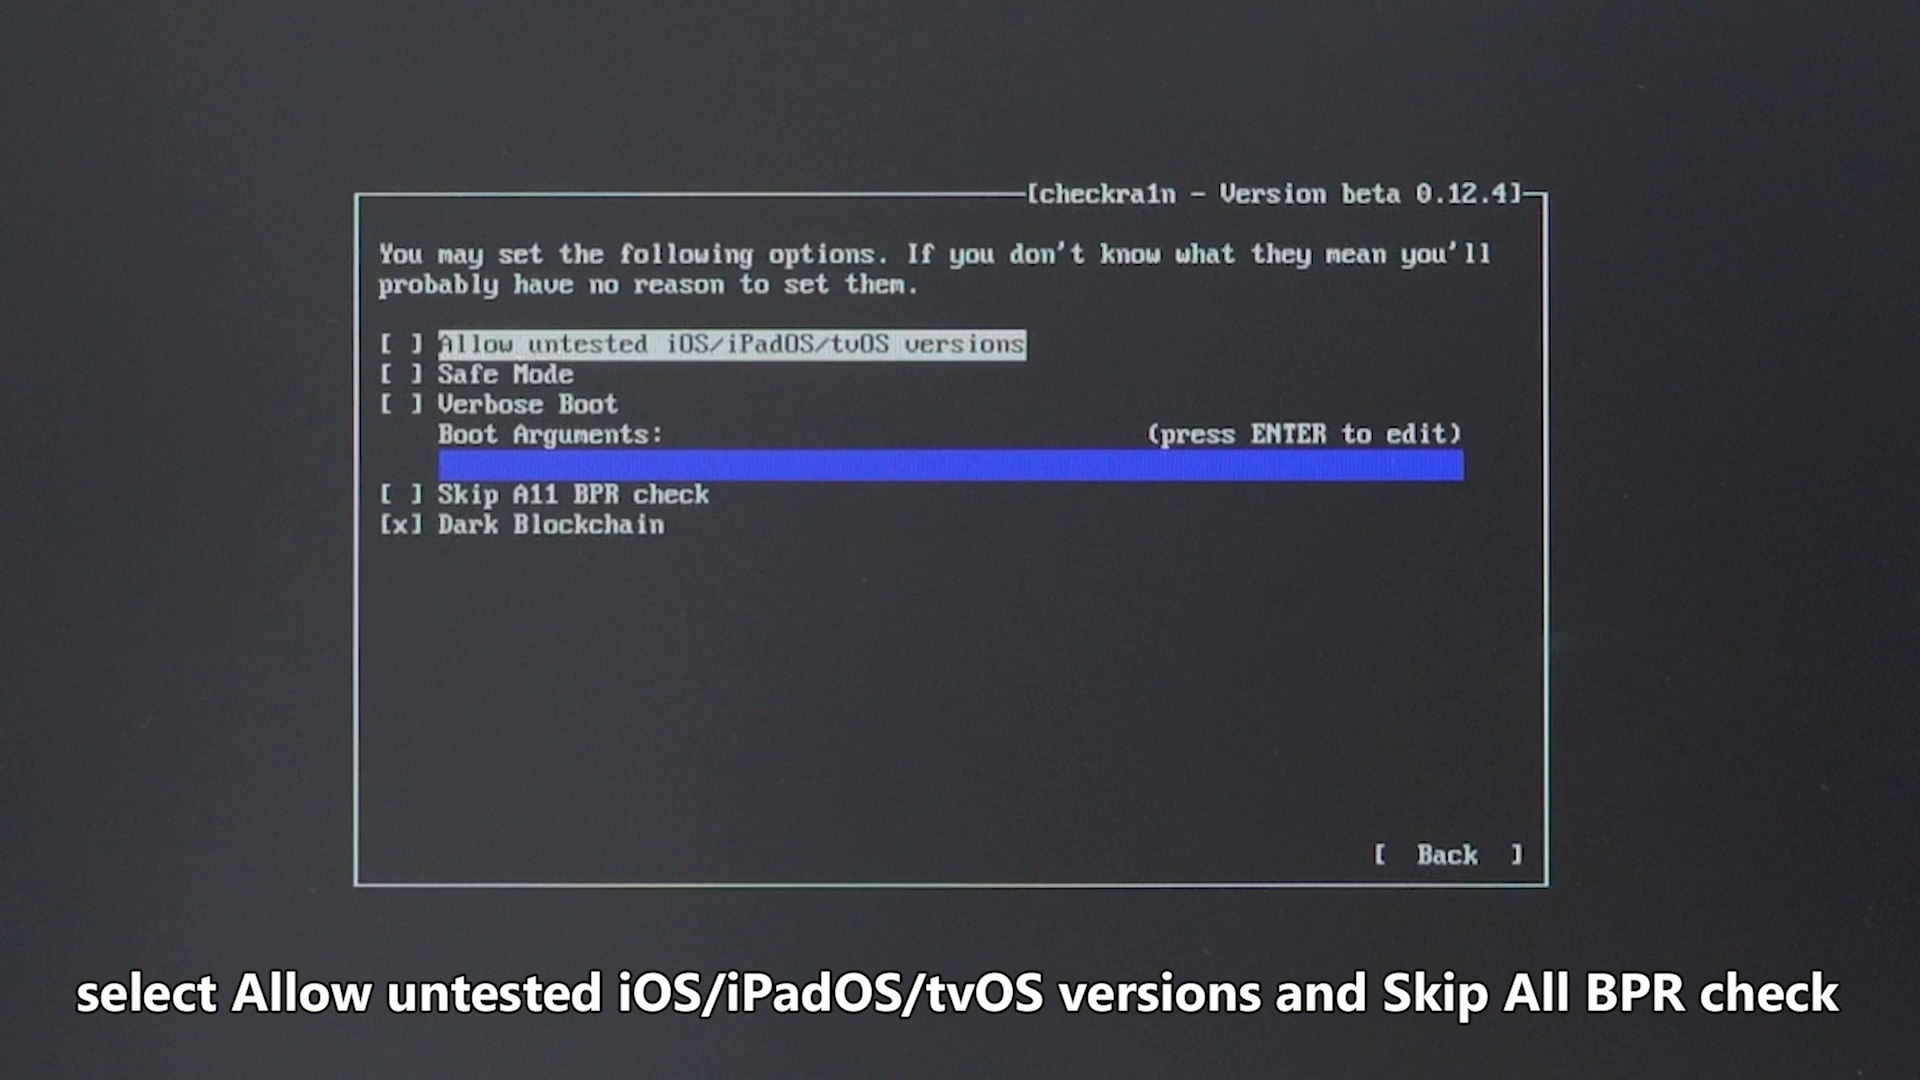 [checkra1n - Version beta 0.12.4]
You may set the following options. If you don't know what they mean you'll
probably have no reason to set them.
[ ] Allow untested iOS/iPadOS/tvOS versions
[ ] Safe Mode
[ ] Verbose Boot
Boot Arguments: (press ENTER to edit)
[ ] Skip A11 BPR check
[x] Dark Blockchain
[ Back ]
select Allow untested iOS/iPadOS/tvOS versions and Skip All BPR check